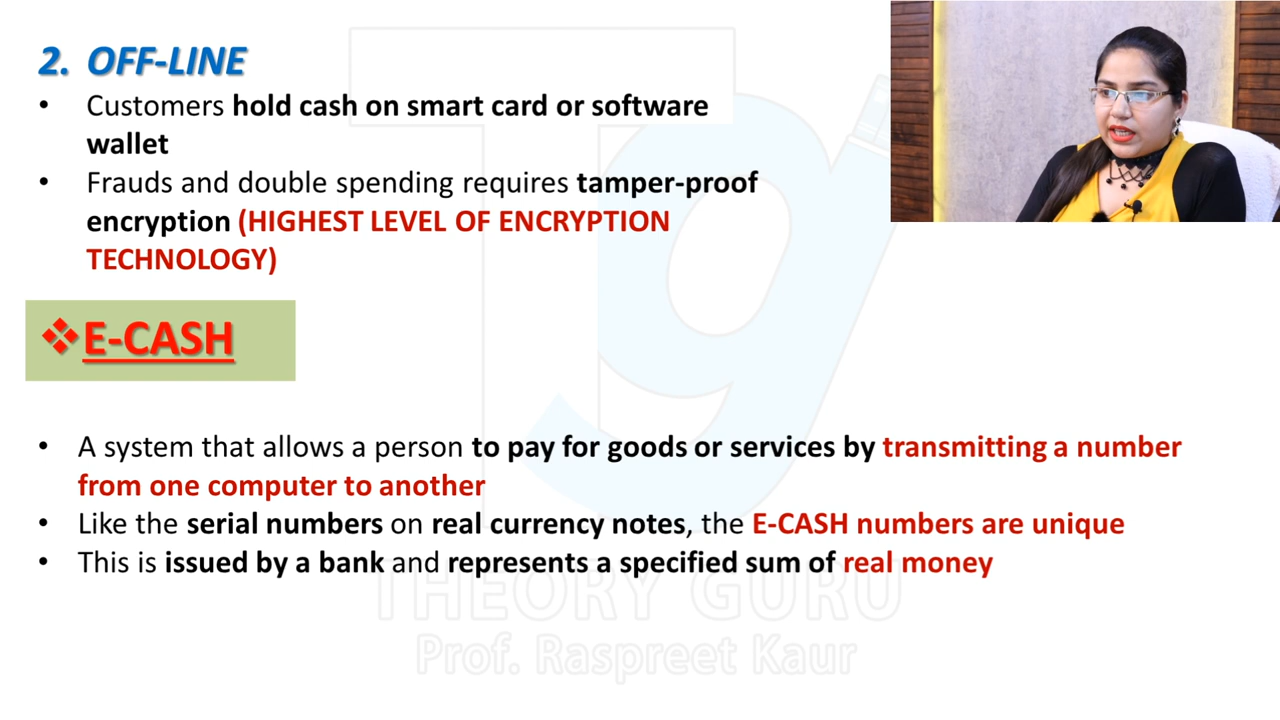 2. OFF-LINE
• Customers hold cash on smart card or software
wallet
• Frauds and double spending requires tamper-proof
encryption (HIGHEST LEVEL OF ENCRYPTION
TECHNOLOGY)
❖E-CASH
• A system that allows a person to pay for goods or services by transmitting a number
from one computer to another
• Like the serial numbers on real currency notes, the E-CASH numbers are unique
• This is issued by a bank and represents a specified sum of real money
Tg
THEORY GURU
Prof. Raspreet Kaur